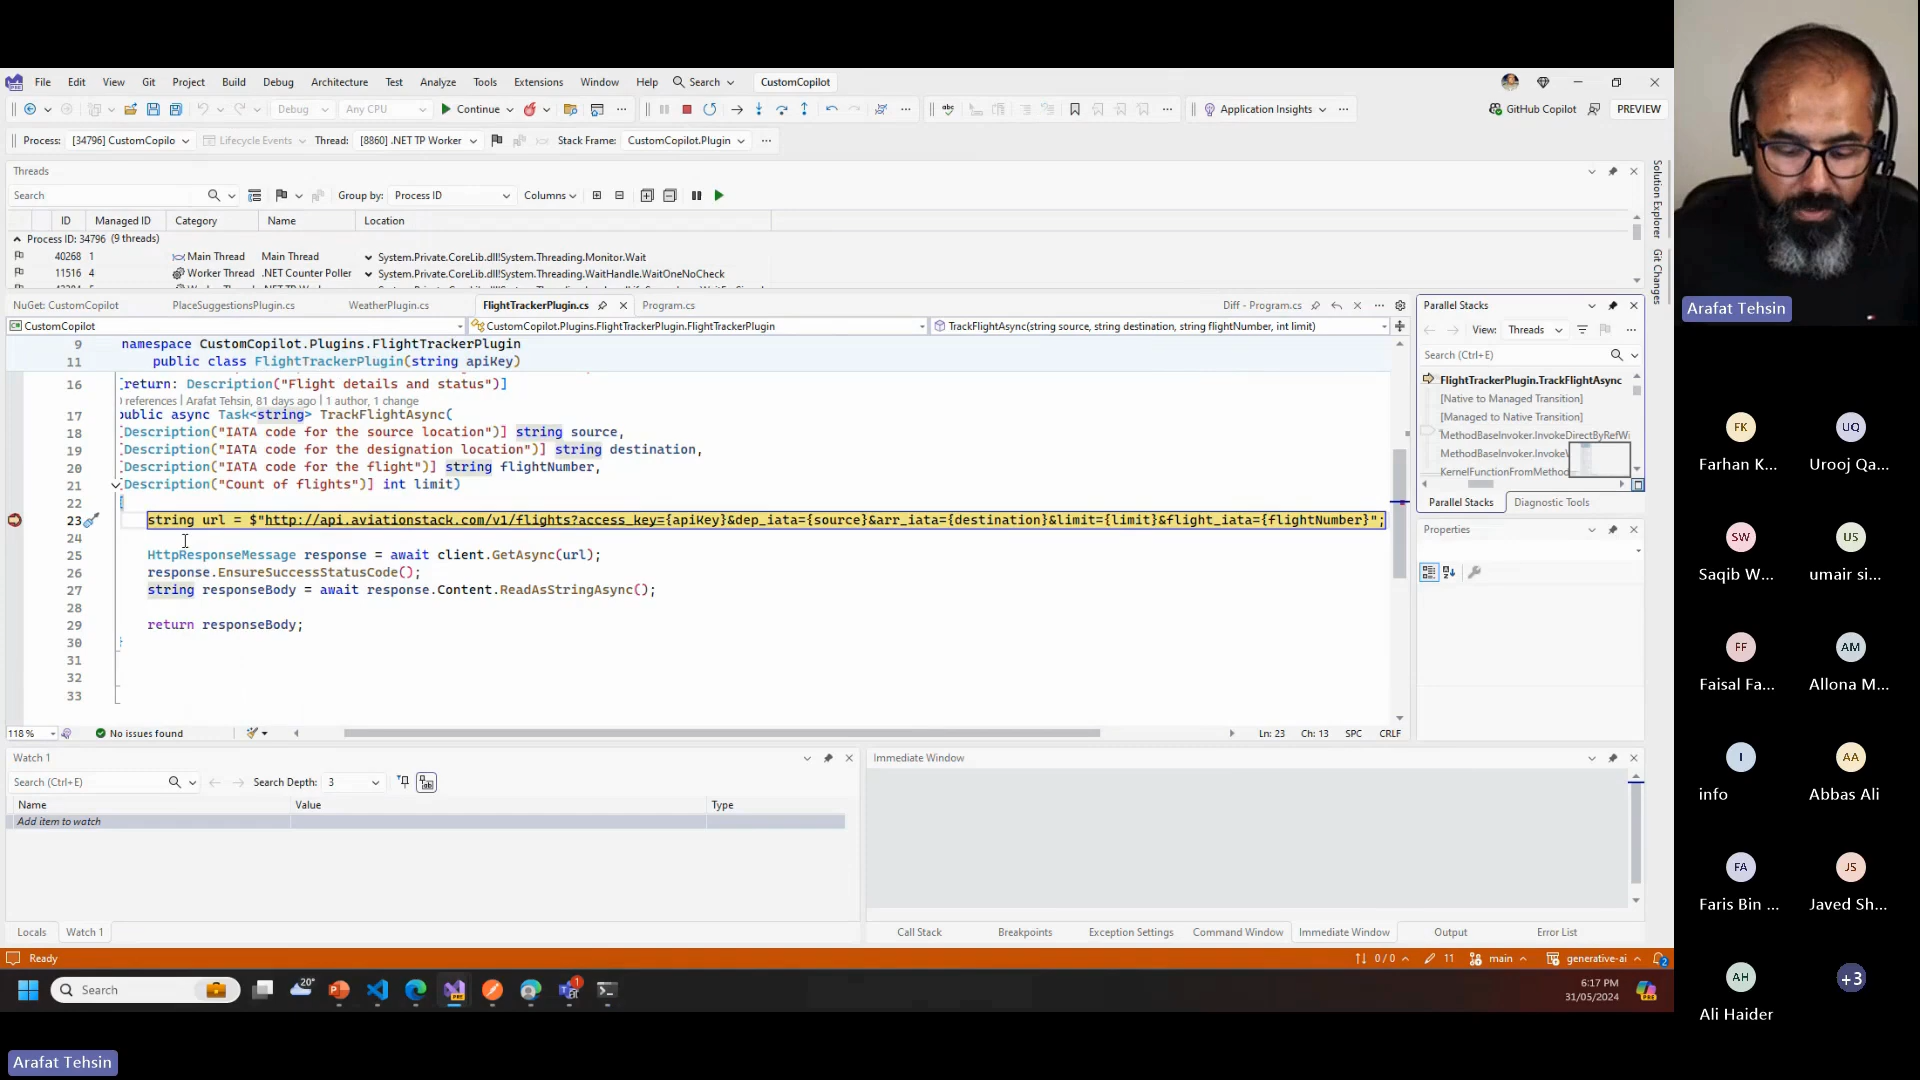 File Edit View Git Project Build Debug Architecture Test Analyze Tools Extensions Window Help Search CustomCopilot
Debug Any CPU Continue Application Insights GitHub Copilot PREVIEW
Process: [34796] CustomCopilo Lifecycle Events Thread: [8860] .NET TP Worker Stack Frame: CustomCopilot.Plugin
Threads
Search Group by: Process ID Columns
ID Managed ID Category Name Location
Process ID: 34796 (9 threads)
40268 1 Main Thread Main Thread System.Private.CoreLib.dll!System.Threading.Monitor.Wait
11516 4 Worker Thread .NET Counter Poller System.Private.CoreLib.dll!System.Threading.WaitHandle.WaitOneNoCheck
Solution Explorer
Git Changes
NuGet: CustomCopilot PlaceSuggestionsPlugin.cs WeatherPlugin.cs FlightTrackerPlugin.cs Program.cs Diff - Program.cs
CustomCopilot CustomCopilot.Plugins.FlightTrackerPlugin.FlightTrackerPlugin TrackFlightAsync(string source, string destination, string flightNumber, int limit)
9 namespace CustomCopilot.Plugins.FlightTrackerPlugin
11 public class FlightTrackerPlugin(string apiKey)
16 [return: Description("Flight details and status")]
0 references | Arafat Tehsin, 81 days ago | 1 author, 1 change
17 public async Task<string> TrackFlightAsync(
18 [Description("IATA code for the source location")] string source,
19 [Description("IATA code for the designation location")] string destination,
20 [Description("IATA code for the flight")] string flightNumber,
21 [Description("Count of flights")] int limit)
22 {
23 string url = $"http://api.aviationstack.com/v1/flights?access_key={apiKey}&dep_iata={source}&arr_iata={destination}&limit={limit}&flight_iata={flightNumber}";
24
25 HttpResponseMessage response = await client.GetAsync(url);
26 response.EnsureSuccessStatusCode();
27 string responseBody = await response.Content.ReadAsStringAsync();
28
29 return responseBody;
30 }
31
32
33
118 % No issues found Ln: 23 Ch: 13 SPC CRLF
Parallel Stacks
View: Threads
Search (Ctrl+E)
FlightTrackerPlugin.TrackFlightAsync
[Native to Managed Transition]
[Managed to Native Transition]
MethodBaseInvoker.InvokeDirectByRefWi
MethodBaseInvoker.Invoke
KernelFunctionFromMetho
Parallel Stacks Diagnostic Tools
Properties
Watch 1
Search (Ctrl+E) Search Depth: 3
Name Value Type
Add item to watch
Locals Watch 1
Immediate Window
Call Stack Breakpoints Exception Settings Command Window Immediate Window Output Error List
Ready 0 / 0 11 main generative-ai 2
20° Search 1
6:17 PM
31/05/2024
Arafat Tehsin
Arafat Tehsin
FK UQ
Farhan K... Urooj Qa...
SW US
Saqib W... umair si...
FF AM
Faisal Fa... Allona M...
I AA
info Abbas Ali
FA JS
Faris Bin ... Javed Sh...
AH +3
Ali Haider